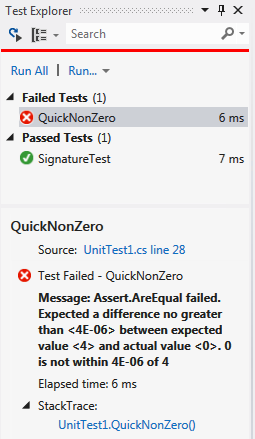 Test Explorer
Search
Run All | Run...
Failed Tests (1)
QuickNonZero 6 ms
Passed Tests (1)
SignatureTest 7 ms
QuickNonZero
Source: UnitTest1.cs line 28
Test Failed - QuickNonZero
Message: Assert.AreEqual failed.
Expected a difference no greater
than <4E-06> between expected
value <4> and actual value <0>. 0
is not within 4E-06 of 4
Elapsed time: 6 ms
StackTrace:
UnitTest1.QuickNonZero()